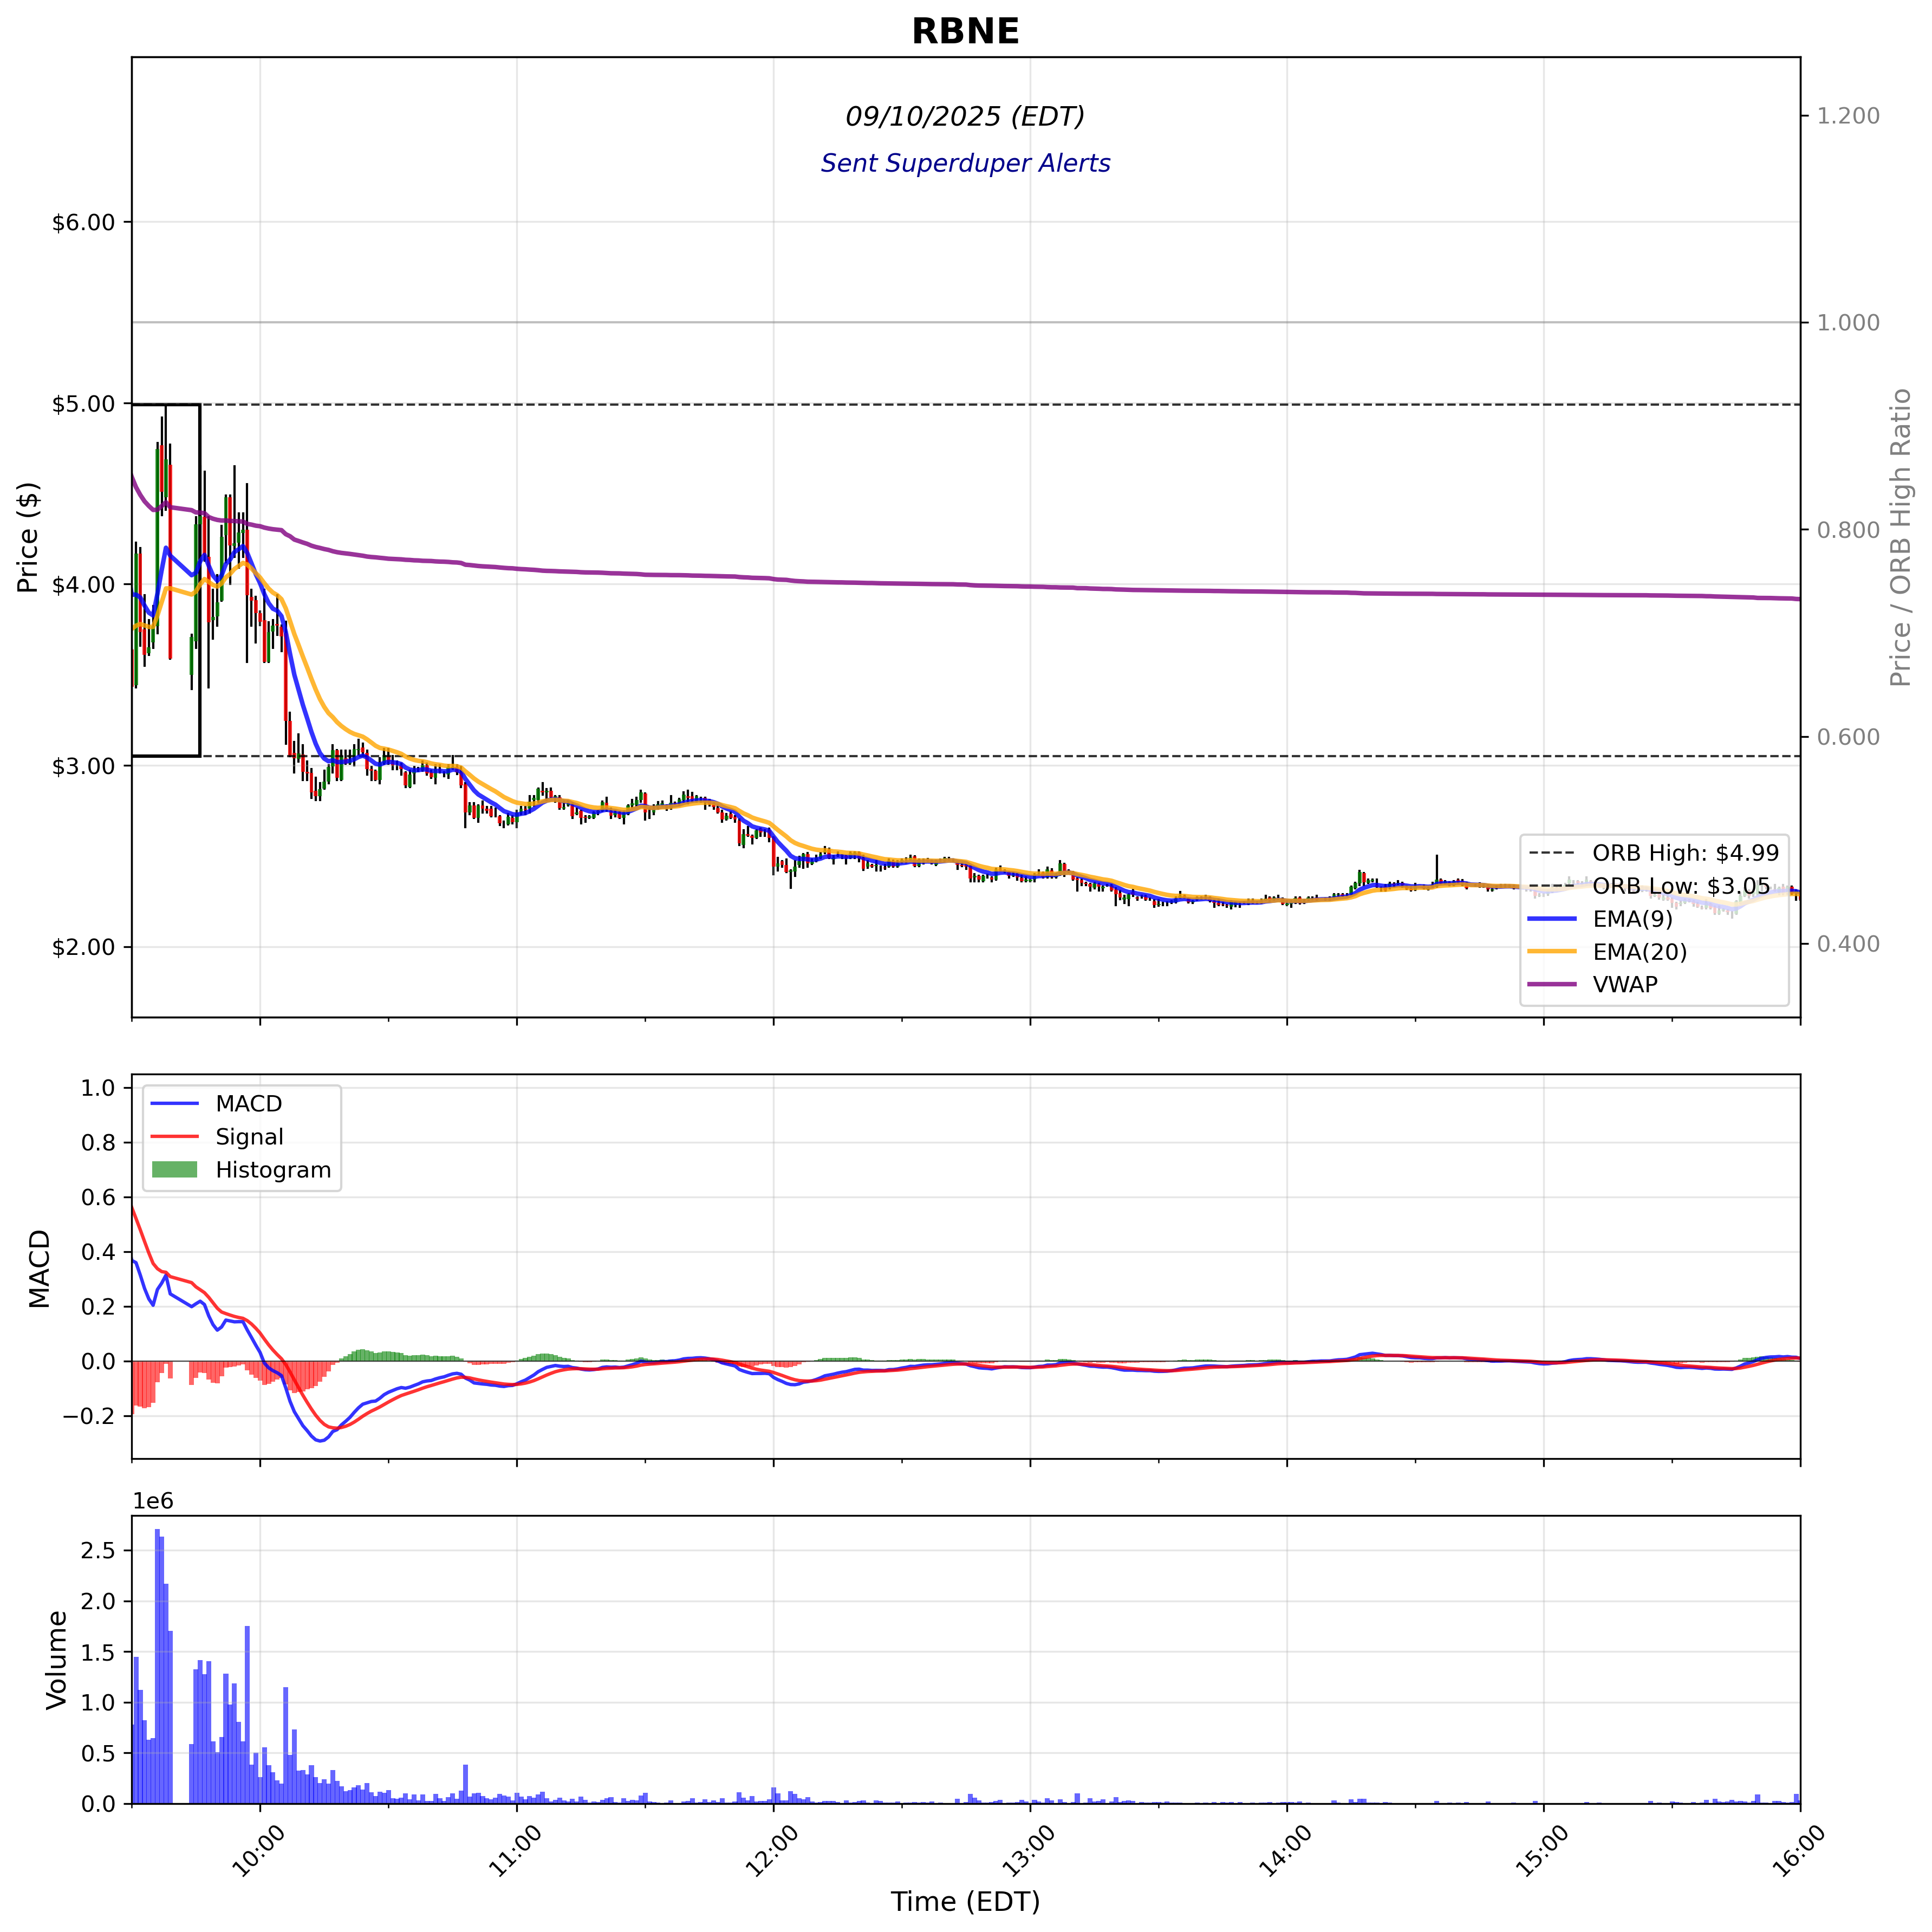 RBNE
09/10/2025 (EDT)
Sent Superduper Alerts
Price ($)
$6.00
$5.00
$4.00
$3.00
$2.00
1.200
1.000
0.800
0.600
0.400
Price / ORB High Ratio
ORB High: $4.99
ORB Low: $3.05
EMA(9)
EMA(20)
VWAP
MACD
1.0
0.8
0.6
0.4
0.2
0.0
−0.2
MACD
Signal
Histogram
1e6
Volume
2.5
2.0
1.5
1.0
0.5
0.0
10:00
11:00
12:00
13:00
14:00
15:00
16:00
Time (EDT)